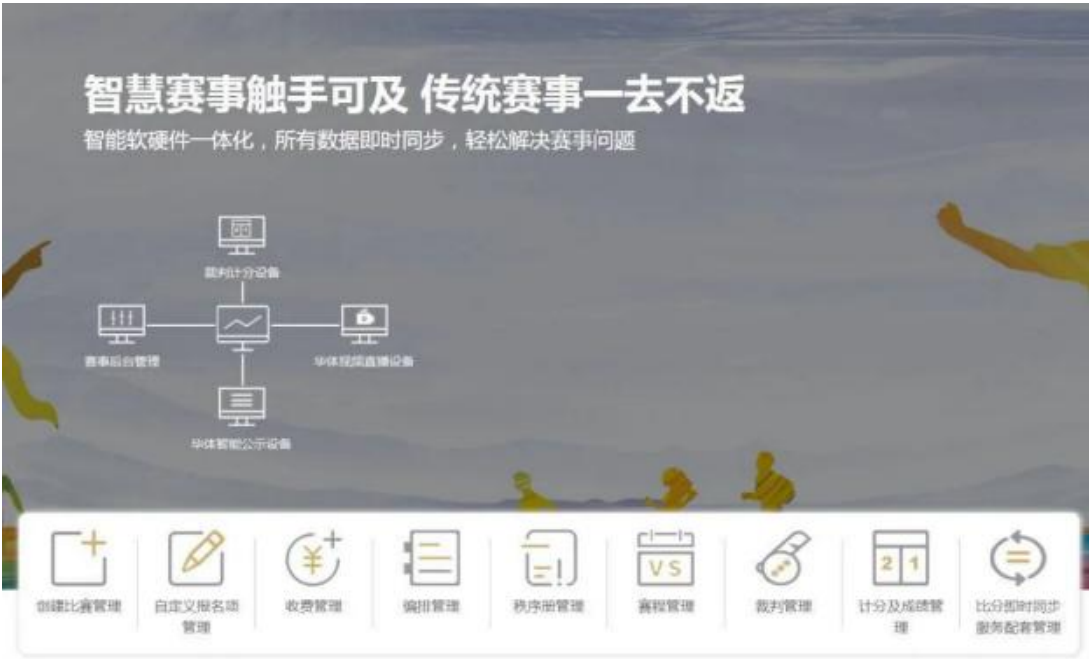 智慧赛事触手可及 传统赛事一去不返
智能软硬件一体化，所有数据即时同步，轻松解决赛事问题
裁判计分设备
赛事后台管理
华体视频直播设备
华体智能公示设备
创建比赛管理
自定义报名项
管理
收费管理
编排管理
秩序册管理
VS
赛程管理
裁判管理
2 1
计分及成绩管
理
比分即时同步
服务配套管理